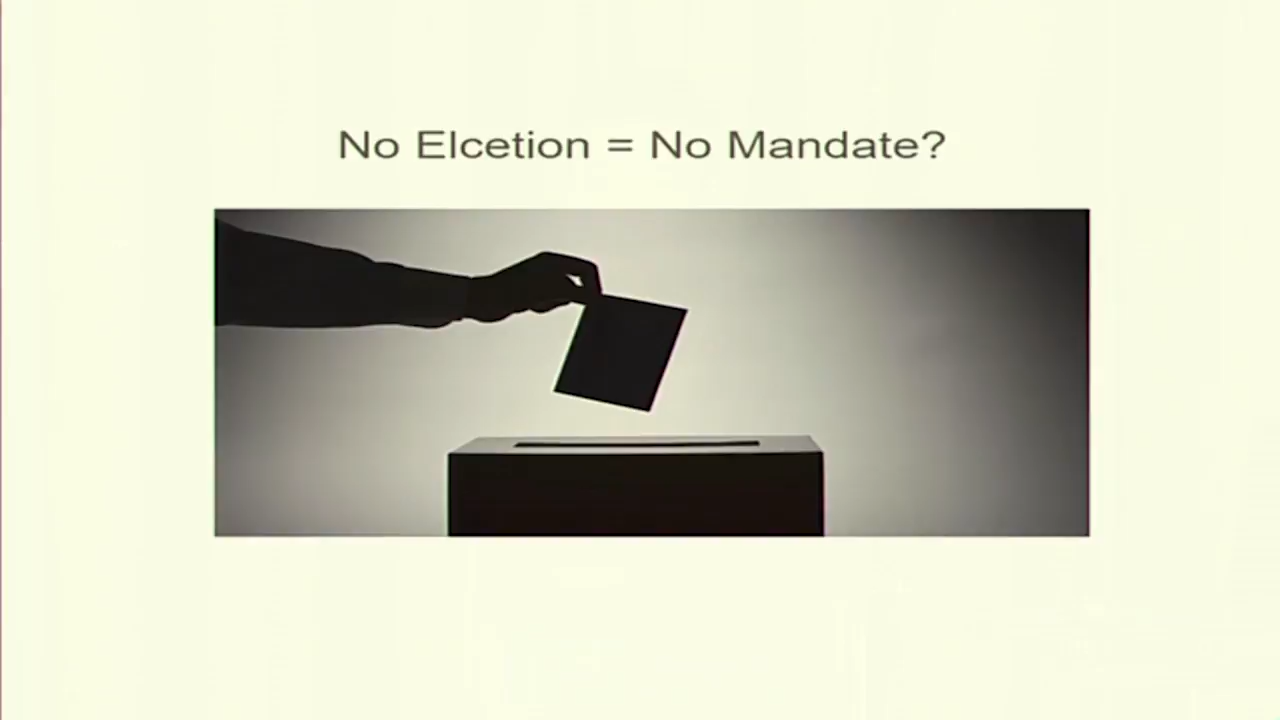 No Elcetion = No Mandate?